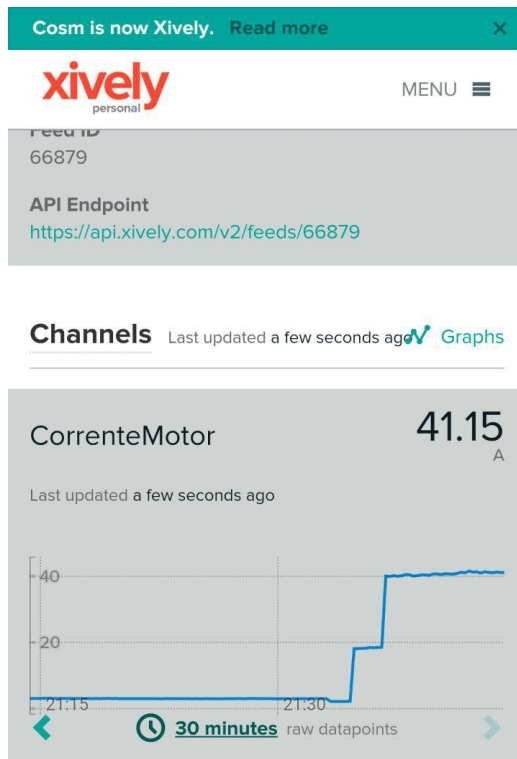 Cosm is now Xively. Read more ×
xively
personal
MENU
Feed ID
66879
API Endpoint
https://api.xively.com/v2/feeds/66879
Channels Last updated a few seconds ago Graphs
CorrenteMotor 41.15
A
Last updated a few seconds ago
40
20
21:15 21:30
30 minutes raw datapoints